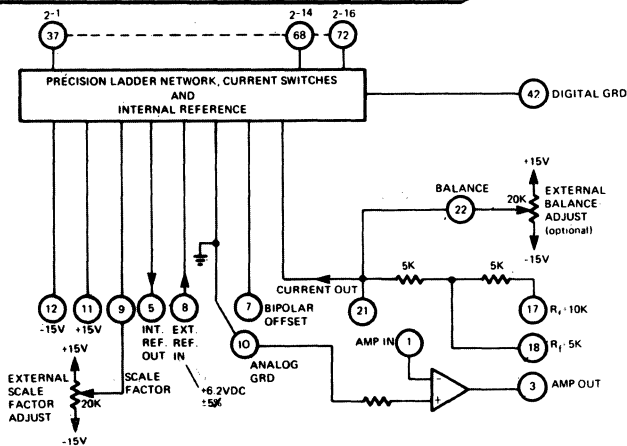 2-1 2-14 2-16
37 68 72
PRECISION LADDER NETWORK, CURRENT SWITCHES
AND
INTERNAL REFERENCE
42 DIGITAL GRD
+15V
BALANCE
22
20K
EXTERNAL
BALANCE
ADJUST
(optional)
-15V
5K 5K
CURRENT OUT
12 11 9 5 8 7 21 17 Rf=10K
-15V +15V
INT.
REF.
OUT
EXT.
REF.
IN
BIPOLAR
OFFSET
10
ANALOG
GRD
AMP IN 1
18 Rf=5K
+15V
EXTERNAL
SCALE
FACTOR
ADJUST
20K
-15V
SCALE
FACTOR
+6.2VDC
±5%
-
+
3 AMP OUT